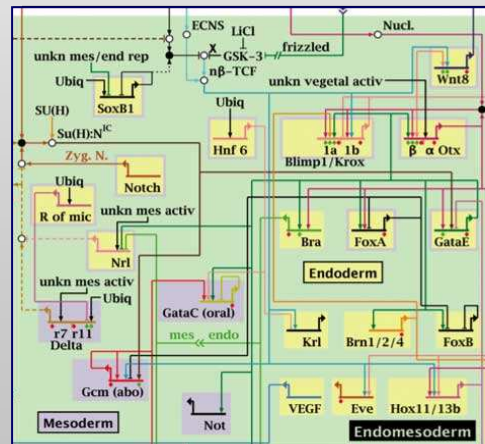 ECNS
LiCl
Nucl.
X
GSK-3
frizzled
unkn mes/end rep
nβ-TCF
Ubiq
unkn vegetal activ
Wnt8
SoxB1
SU(H)
Ubiq
Su(H):N^IC
Hnf 6
1a 1b
β α Otx
Blimp1/Krox
Zyg. N.
Notch
Ubiq
R of mic
unkn mes activ
Nrl
Bra
FoxA
GataE
Endoderm
unkn mes activ
Ubiq
GataC (oral)
r7 r11
Delta
mes endo
Krl
Brn1/2/4
FoxB
Gcm (abo)
Mesoderm
Not
VEGF
Eve
Hox11/13b
Endomesoderm